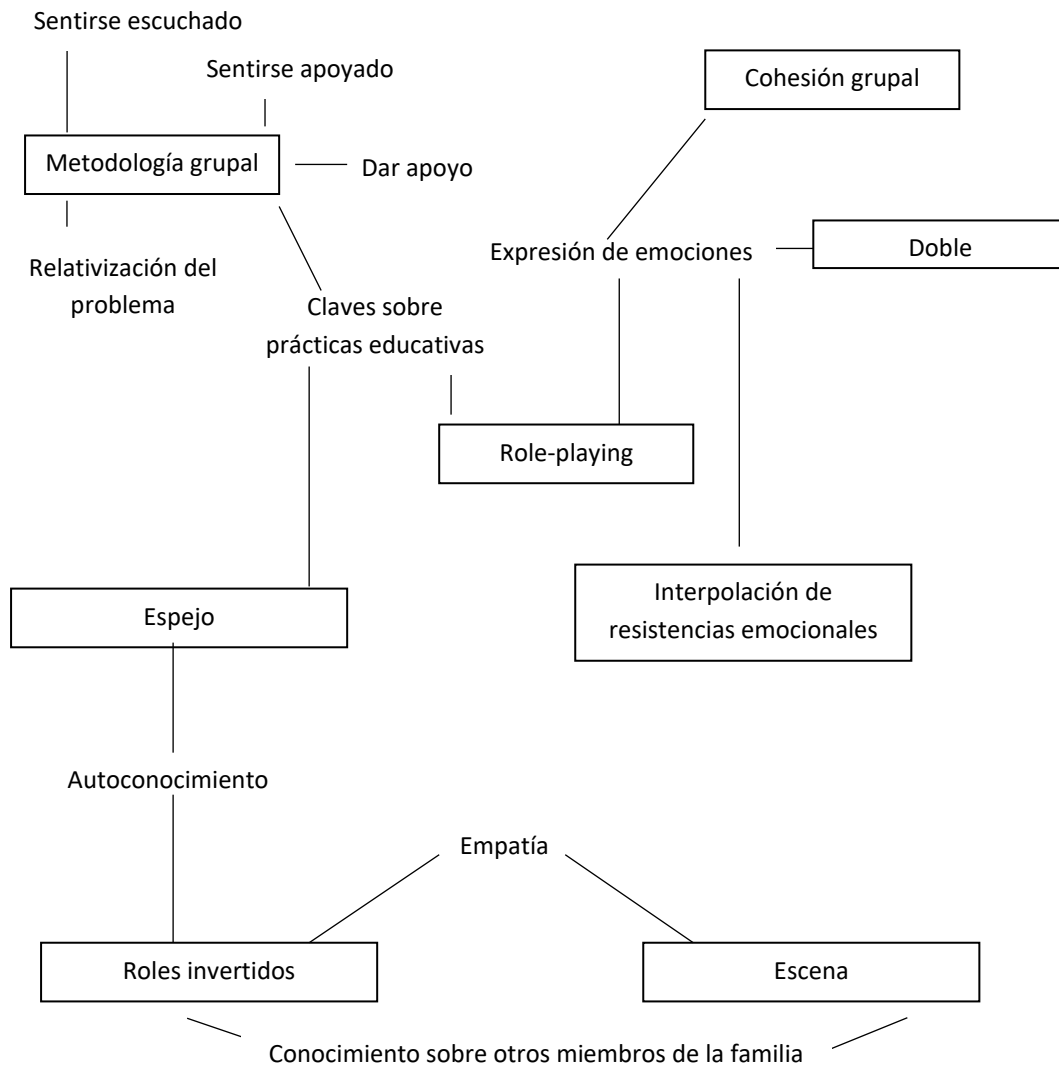 Sentirse escuchado
Sentirse apoyado
Cohesión grupal
Metodología grupal
Dar apoyo
Expresión de emociones
Doble
Relativización del
problema
Claves sobre
prácticas educativas
Role-playing
Interpolación de
resistencias emocionales
Espejo
Autoconocimiento
Empatía
Roles invertidos
Escena
Conocimiento sobre otros miembros de la familia